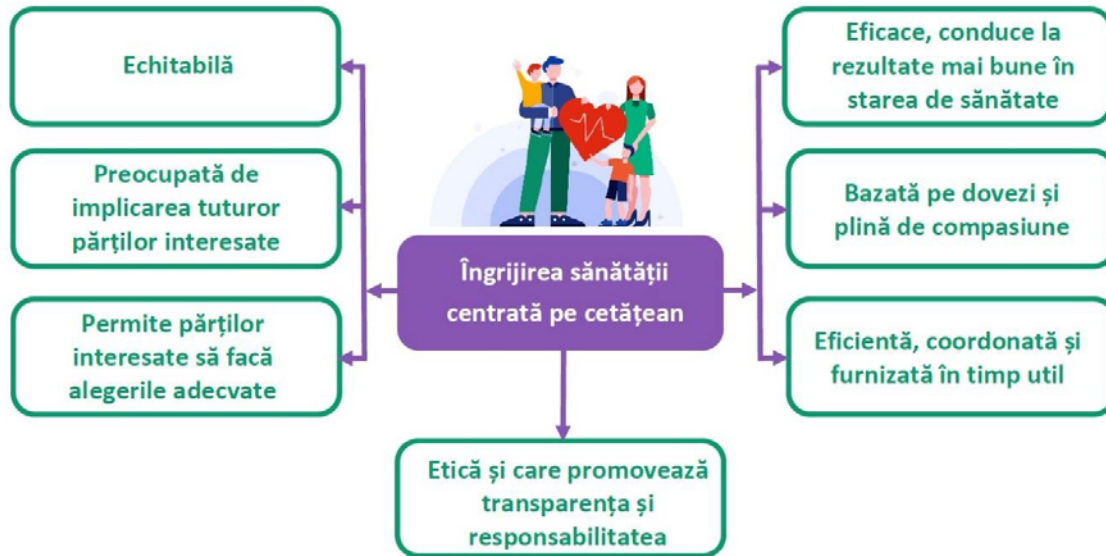 Echitabilă
Preocupată de
implicarea tuturor
părților interesate
Permite părților
interesate să facă
alegerile adecvate
Îngrijirea sănătății
centrată pe cetățean
Etică și care promovează
transparența și
responsabilitatea
Eficace, conduce la
rezultate mai bune în
starea de sănătate
Bazată pe dovezi și
plină de compasiune
Eficientă, coordonată și
furnizată în timp util